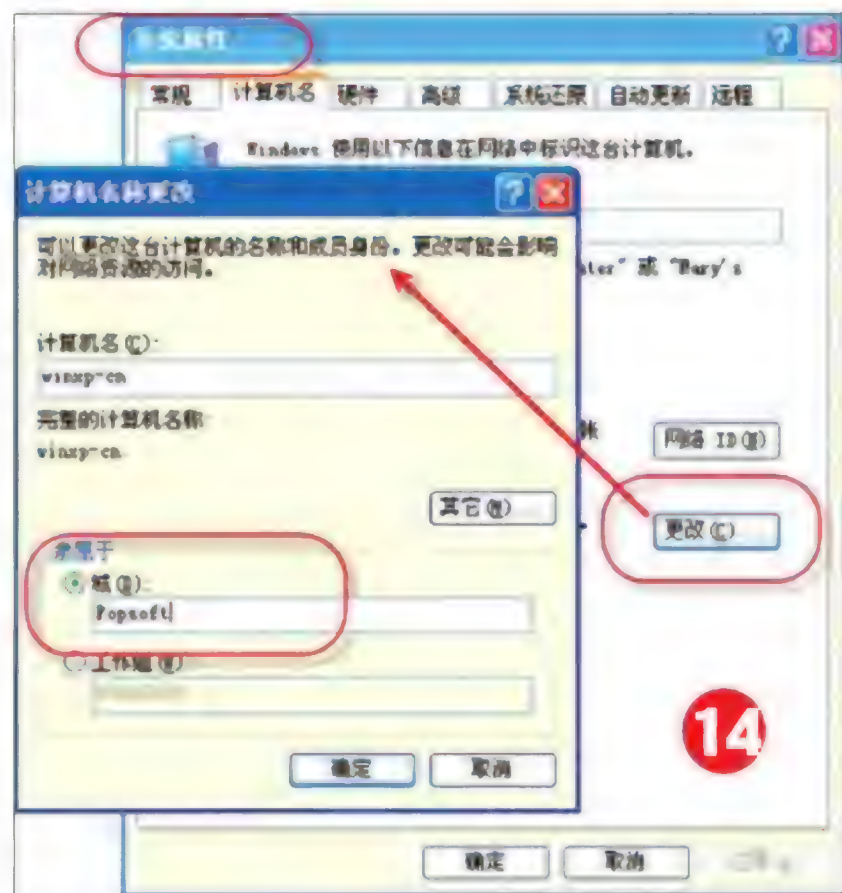 系统属性
常规 计算机名 硬件 高级 系统还原 自动更新 远程
Windows 使用以下信息在网络中标识这台计算机。
计算机名称更改
可以更改这台计算机的名称和成员身份。更改可能会影响
对网络资源的访问。
ter" 或 "Mary's
计算机名(C):
winxp-cn
完整的计算机名称:
winxp-cn.
网络 ID(N)
其它(M)
更改(C)
隶属于
域(D):
Popsoft
工作组(W)
14
确定 取消
确定 取消